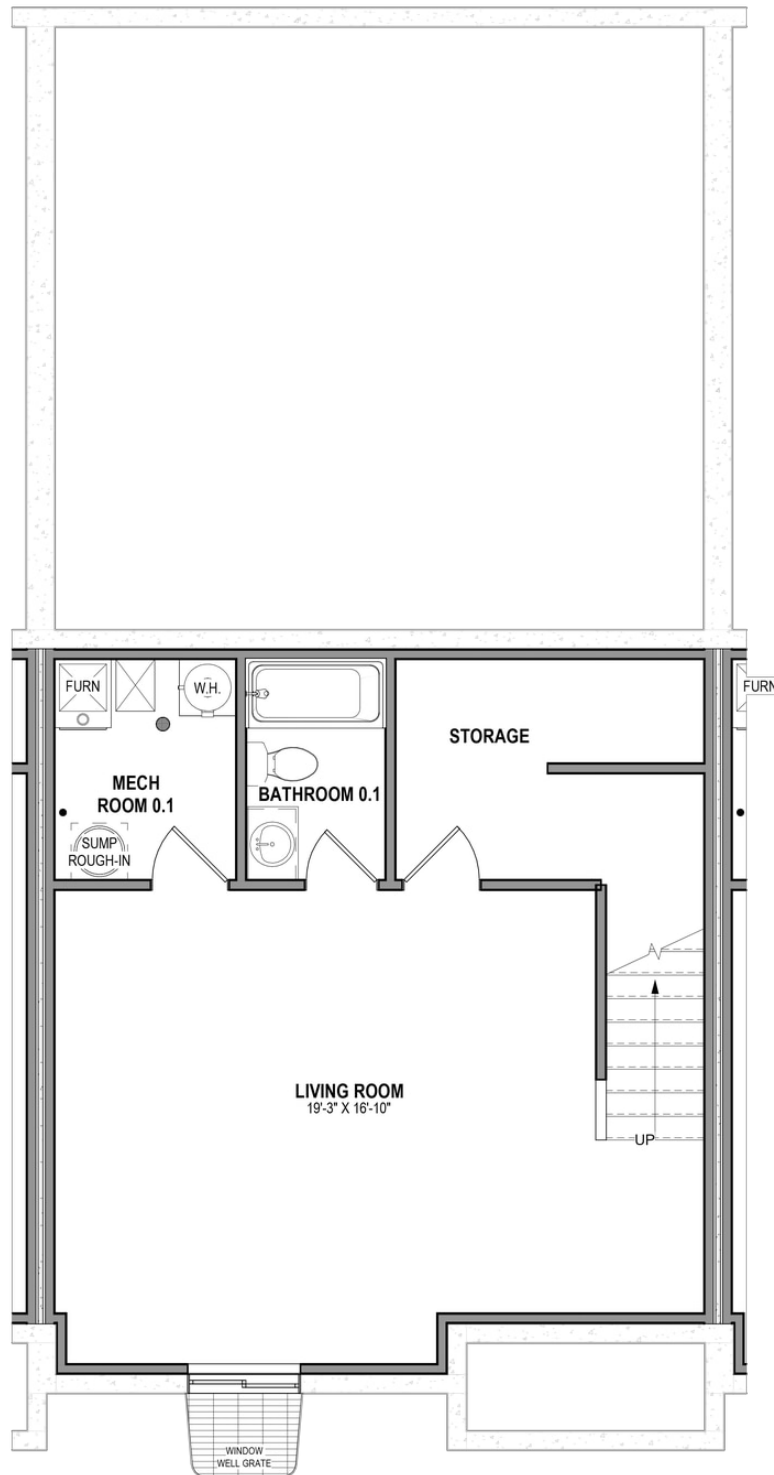 FURN
W.H.
FURN
STORAGE
MECH
ROOM 0.1
BATHROOM 0.1
SUMP
ROUGH-IN
LIVING ROOM
19'-3" X 16'-10"
UP
WINDOW
WELL GRATE